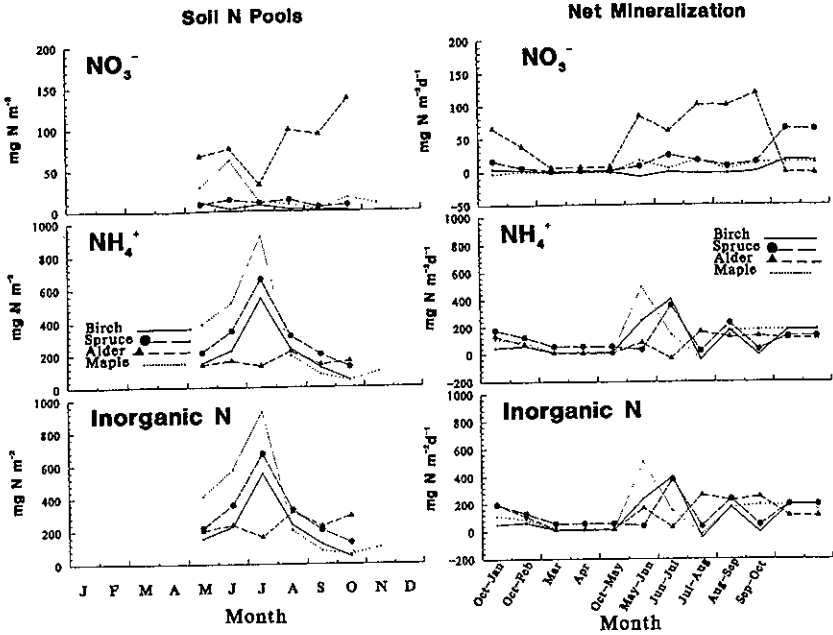 Soil N Pools
NO₃⁻
200
150
100
50
0
mg N m⁻²
NH₄⁺
1000
800
600
400
200
0
mg N m⁻²
Birch
Spruce
Alder
Maple
Inorganic N
1000
800
600
400
200
0
mg N m⁻²
J F M A M J J A S O N D
Month
Net Mineralization
NO₃⁻
200
150
100
50
0
-50
mg N m⁻²d⁻¹
NH₄⁺
1000
800
600
400
200
0
-200
mg N m⁻²d⁻¹
Birch
Spruce
Alder
Maple
Inorganic N
1000
800
600
400
200
0
-200
mg N m⁻²d⁻¹
Oct-Jan
Oct-Feb
Mar
Apr
Oct-May
May-Jun
Jun-Jul
Jul-Aug
Aug-Sep
Sep-Oct
Month